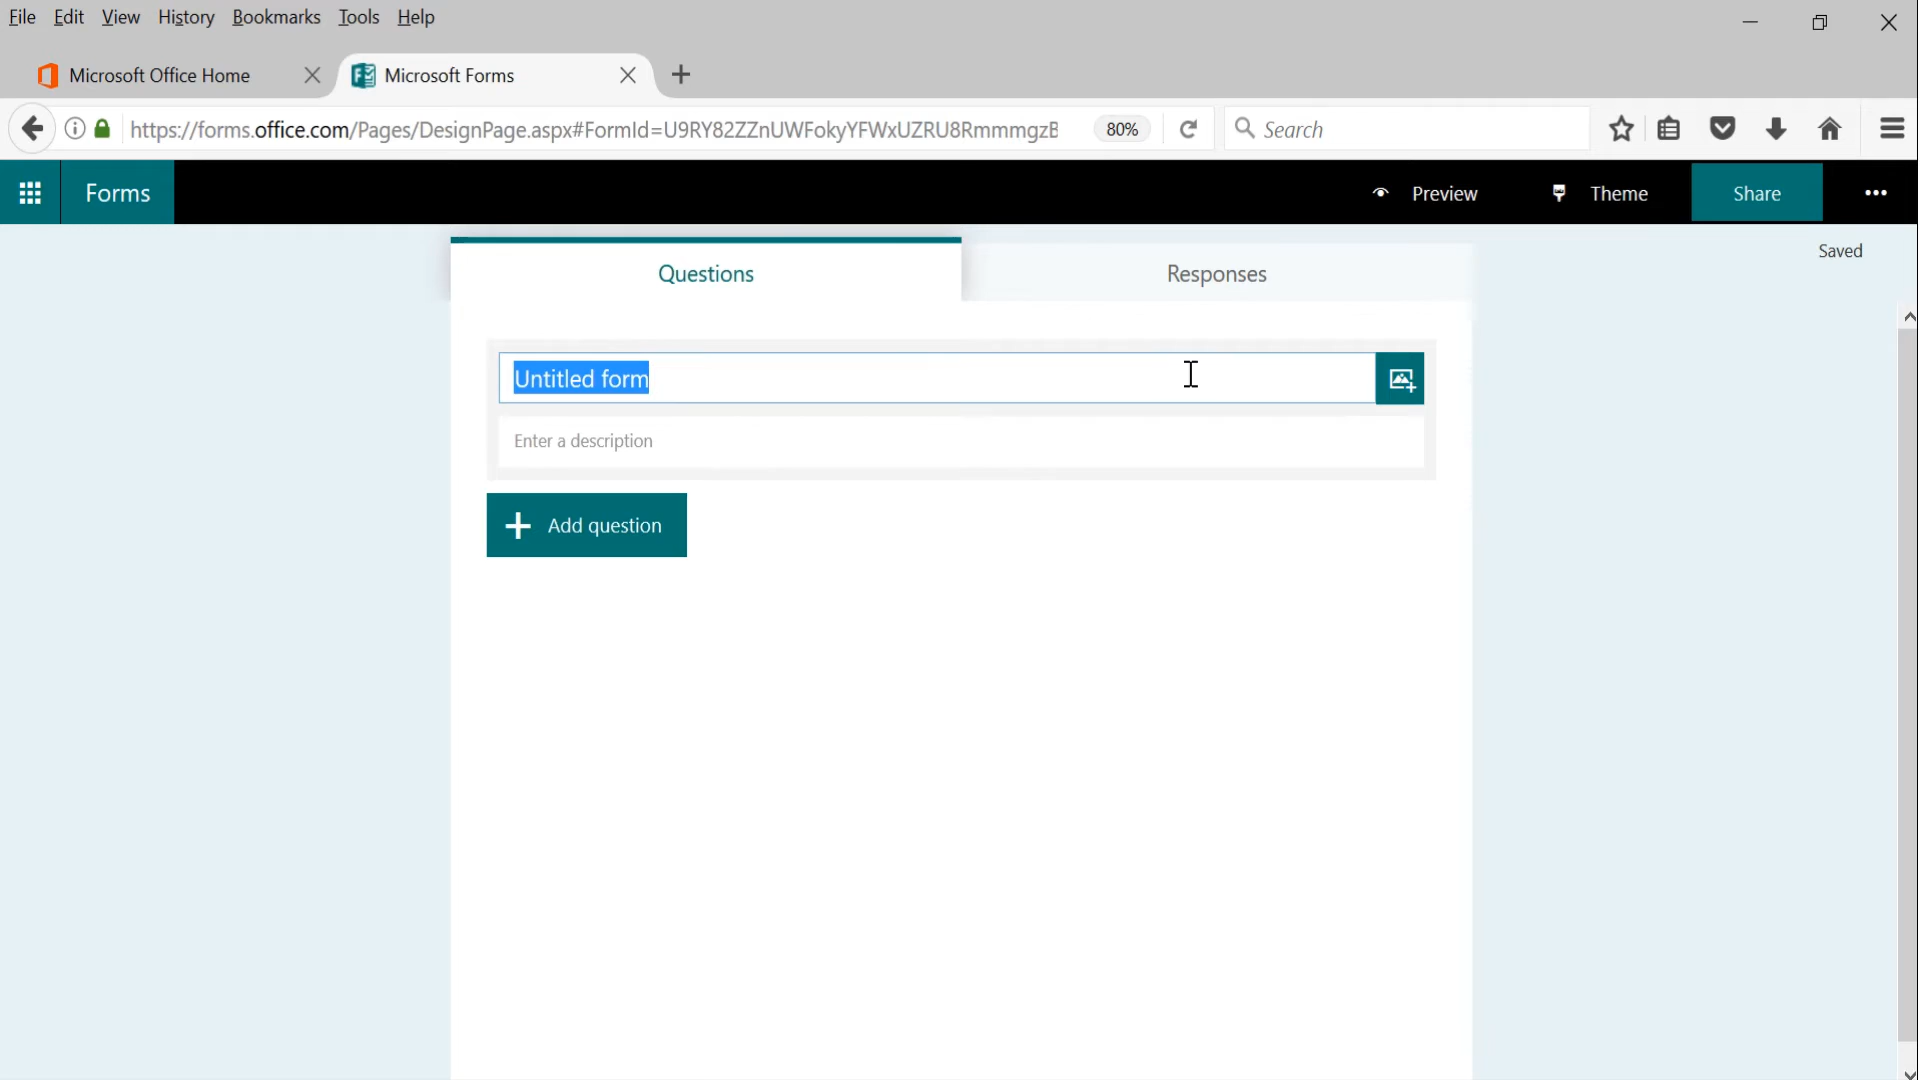 File Edit View History Bookmarks Tools Help
Microsoft Office Home
Microsoft Forms
https://forms.office.com/Pages/DesignPage.aspx#FormId=U9RY82ZZnUWFokyYFWxUZRU8RmmmgzB
80%
Search
Forms
Preview
Theme
Share
Saved
Questions
Responses
Untitled form
Enter a description
Add question